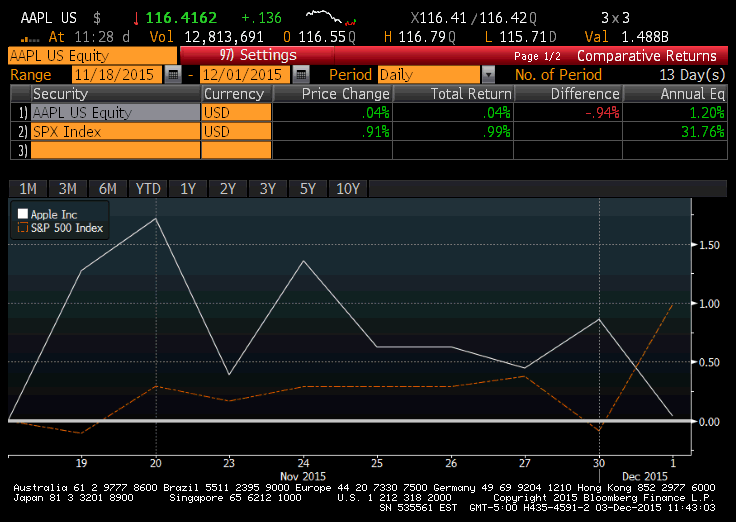 AAPL US $ ↓ 116.4162 +.136 X116.41 /116.42Q 3x3
At 11:28 d Vol 12,813,691 O 116.55Q H 116.79Q L 115.71D Val 1.488B
AAPL US Equity 97) Settings Page 1/2 Comparative Returns
Range 11/18/2015 - 12/01/2015 Period Daily No. of Period 13 Day(s)
Security Currency Price Change Total Return Difference Annual Eq
1) AAPL US Equity USD .04% .04% -.94% 1.20%
2) SPX Index USD .91% .99% 31.76%
3)
1M 3M 6M YTD 1Y 2Y 3Y 5Y 10Y
Apple Inc
S&P 500 Index
1.50
1.00
0.50
0.00
19 20 23 24 25 26 27 30 1
Nov 2015 Dec 2015
Australia 61 2 9777 8600 Brazil 5511 2395 9000 Europe 44 20 7330 7500 Germany 49 69 9204 1210 Hong Kong 852 2977 6000
Japan 81 3 3201 8900 Singapore 65 6212 1000 U.S. 1 212 318 2000 Copyright 2015 Bloomberg Finance L.P.
SN 535561 EST GMT-5:00 H435-4591-2 03-Dec-2015 11:43:03